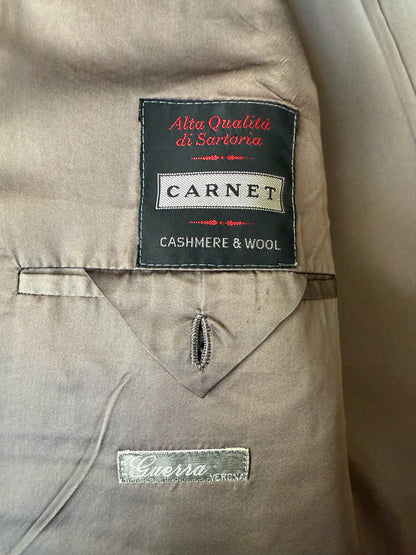 Alta Qualità
di Sartoria
CARNET
CASHMERE & WOOL
Guerra
VERONA